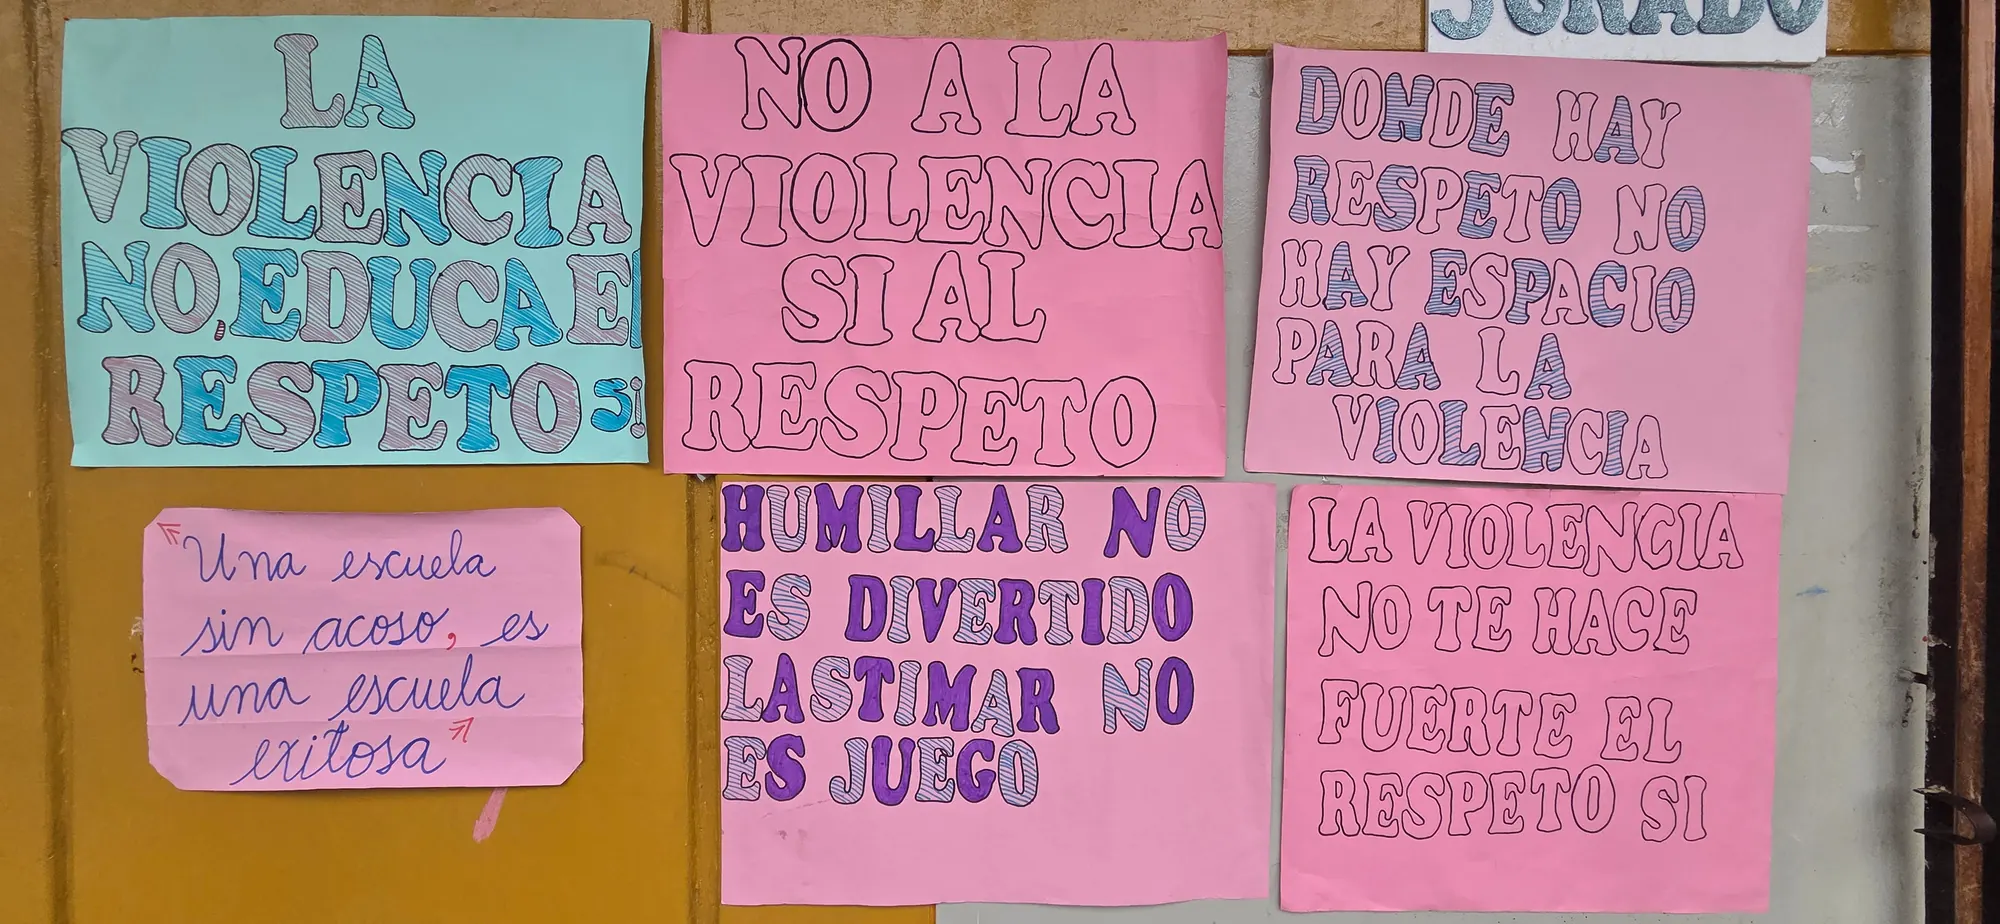 LA
VIOLENCIA
NO, EDUCA EL
RESPETO Si
NO A LA
VIOLENCIA
SI AL
RESPETO
DONDE HAY
RESPETO NO
HAY ESPACIO
PARA LA
VIOLENCIA
Una escuela
sin acoso, es
una escuela
exitosa
HUMILLAR NO
ES DIVERTIDO
LASTIMAR NO
ES JUEGO
LA VIOLENCIA
NO TE HACE
FUERTE EL
RESPETO SI